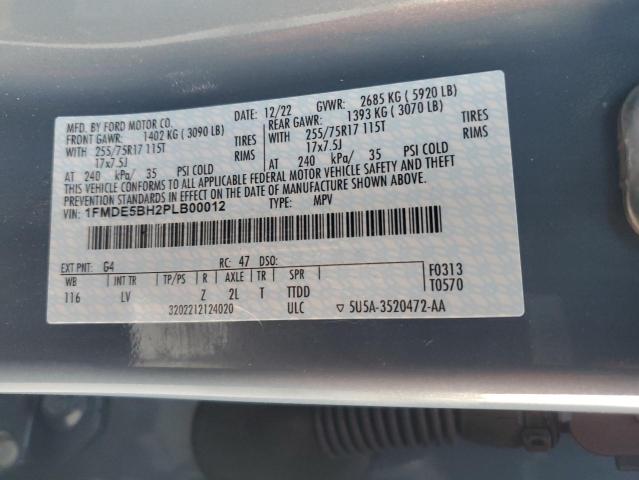 MFD. BY FORD MOTOR CO.
DATE: 12/22 GVWR: 2685 KG ( 5920 LB)
FRONT GAWR: 1402 KG ( 3090 LB) REAR GAWR: 1393 KG ( 3070 LB)
WITH 255/75R17 115T TIRES WITH 255/75R17 115T TIRES
17x7.5J RIMS 17x7.5J RIMS
AT 240 kPa/ 35 PSI COLD AT 240 kPa/ 35 PSI COLD
THIS VEHICLE CONFORMS TO ALL APPLICABLE FEDERAL MOTOR VEHICLE SAFETY AND THEFT
PREVENTION STANDARDS IN EFFECT ON THE DATE OF MANUFACTURE SHOWN ABOVE.
VIN: 1FMDE5BH2PLB00012 TYPE: MPV
EXT PNT: G4 RC: 47 DSO:
WB INT TR TP/PS R AXLE TR SPR F0313
116 LV Z 2L T TTDD T0570
3202212124020 ULC ▽ 5U5A-3520472-AA